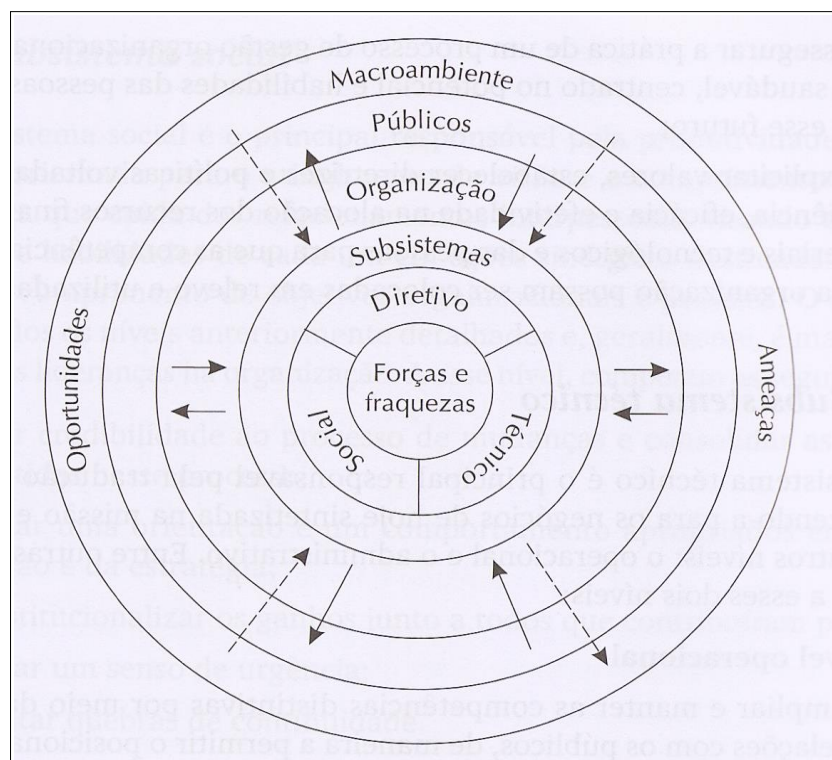 Macroambiente
Públicos
Organização
Subsistemas
Diretivo
Oportunidades
Forças e
fraquezas
Ameaças
Social
Técnico